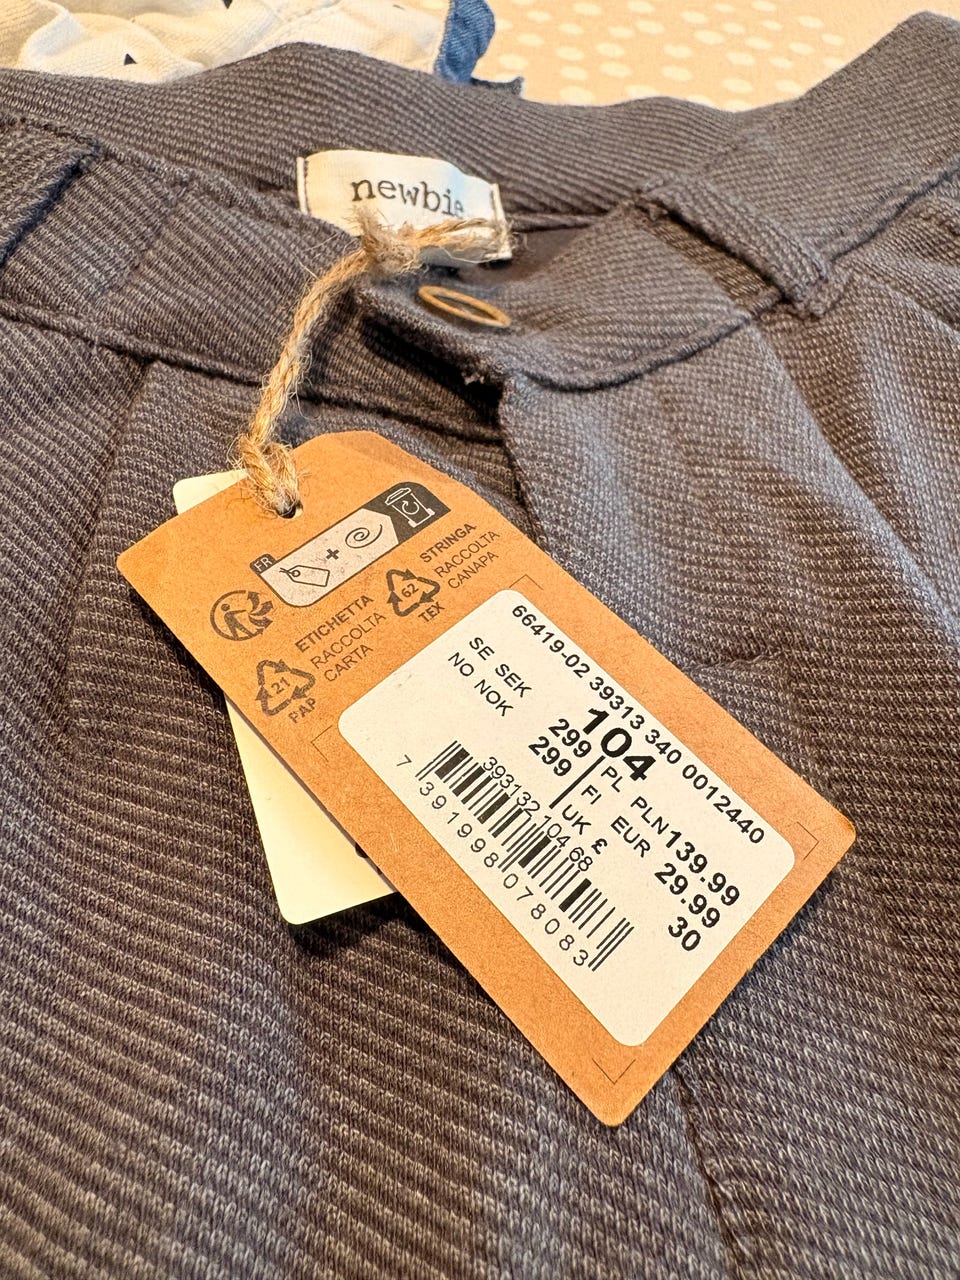 newbie
FR
ETICHETTA
RACCOLTA
CARTA
21
PAP
STRINGA
RACCOLTA
CANAPA
62
TEX
66419-02 39313 340 0012440
104
SE SEK 299
NO NOK 299
PL PLN139.99
FI EUR 29.99
UK £ 30
393132 104 68
7 391998 078083